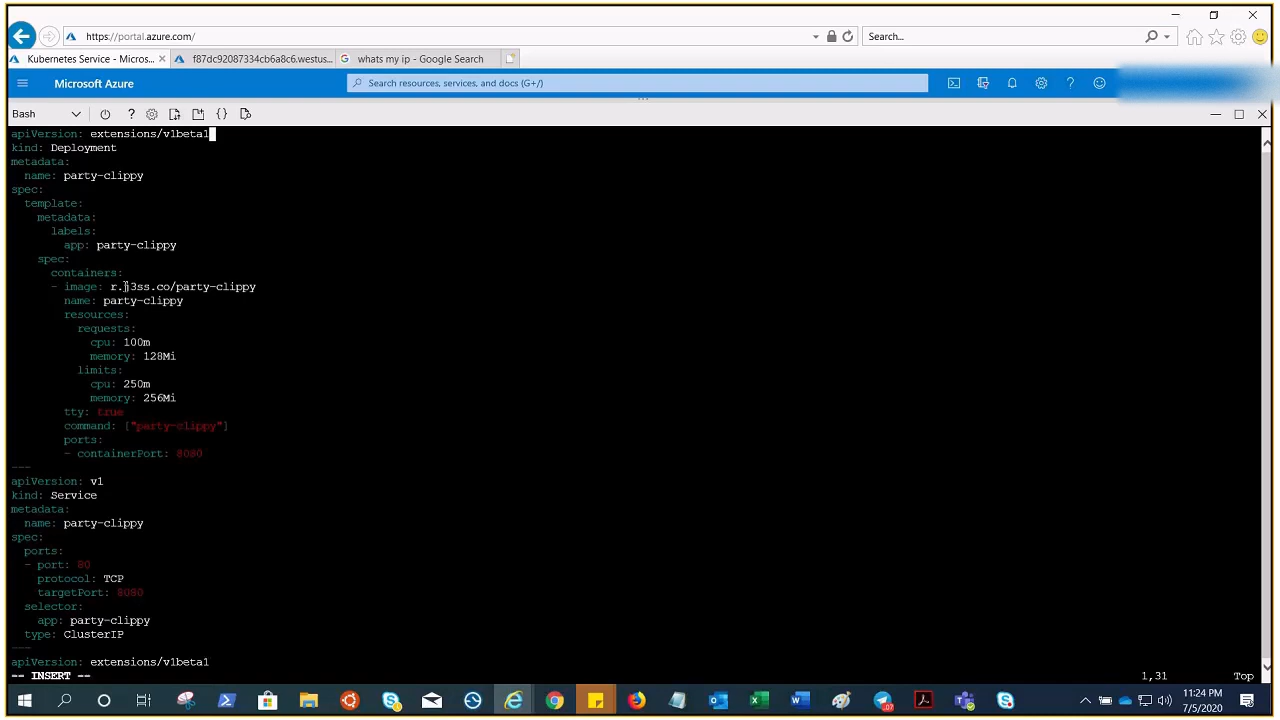 https://portal.azure.com/
Search...
Kubernetes Service - Micros...
f87dc92087334cb6a8c6.westus...
whats my ip - Google Search
Microsoft Azure
Search resources, services, and docs (G+/)
Bash
apiVersion: extensions/v1beta1
kind: Deployment
metadata:
  name: party-clippy
spec:
  template:
    metadata:
      labels:
        app: party-clippy
    spec:
      containers:
      - image:
        name: party-clippy
        resources:
          requests:
            cpu: 100m
            memory: 128Mi
          limits:
            cpu: 250m
            memory: 256Mi
        tty: true
        command: ["party-clippy"]
        ports:
        - containerPort: 8080
---
apiVersion: v1
kind: Service
metadata:
  name: party-clippy
spec:
  ports:
  - port: 80
    protocol: TCP
    targetPort: 8080
  selector:
    app: party-clippy
  type: ClusterIP
---
apiVersion: extensions/v1beta1
-- INSERT --
1,31
Top
11:24 PM
7/5/2020